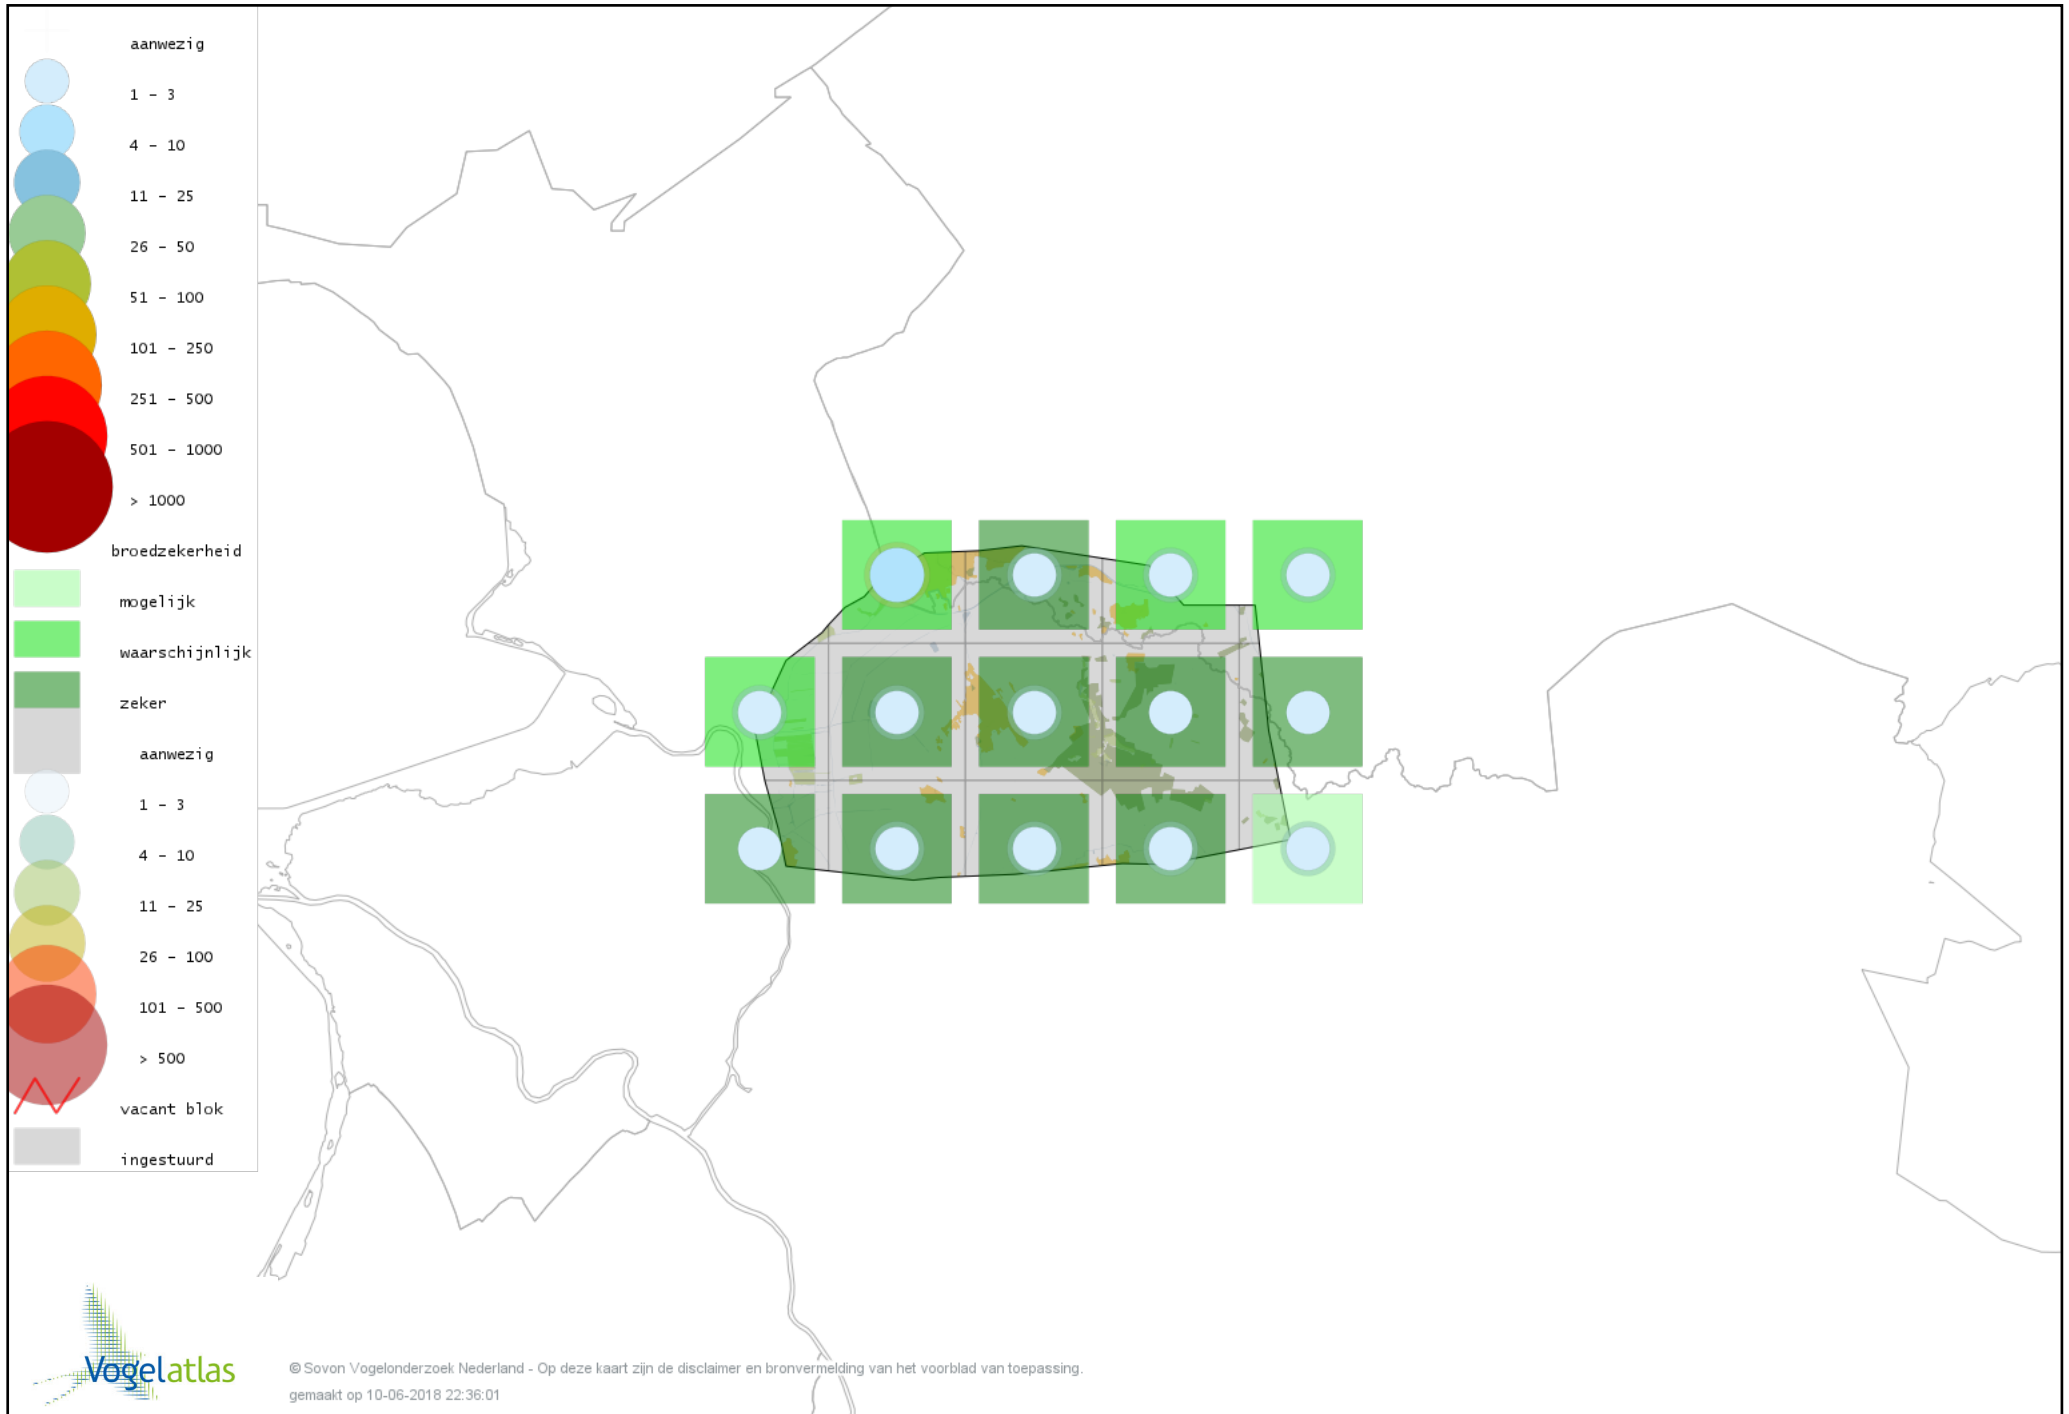 aanwezig
1 - 3
4 - 10
11 - 25
26 - 50
51 - 100
101 - 250
251 - 500
501 - 1000
> 1000
broedzekerheid
mogelijk
waarschijnlijk
zeker
aanwezig
1 - 3
4 - 10
11 - 25
26 - 100
101 - 500
> 500
vacant blok
ingestuurd
Vogelatlas
© Sovon Vogelonderzoek Nederland - Op deze kaart zijn de disclaimer en bronvermelding van het voorblad van toepassing.
gemaakt op 10-06-2018 22:36:01